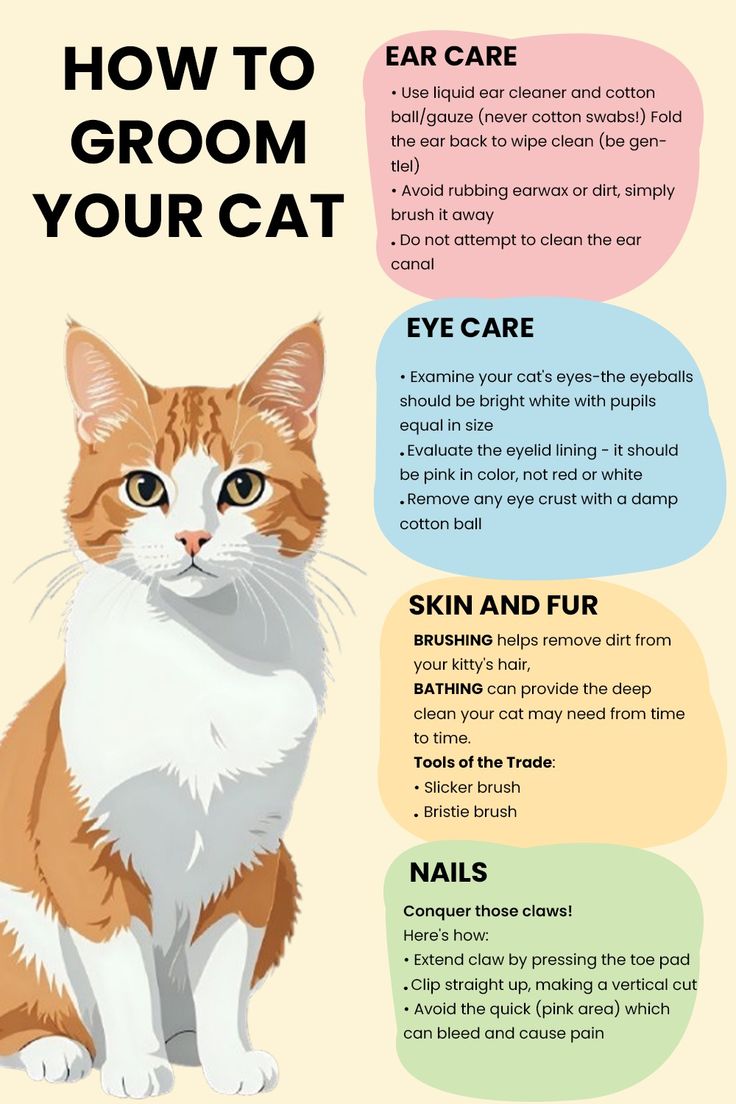 HOW TO
GROOM
YOUR CAT
EAR CARE
• Use liquid ear cleaner and cotton
ball/gauze (never cotton swabs!) Fold
the ear back to wipe clean (be gen-
tlel)
• Avoid rubbing earwax or dirt, simply
brush it away
• Do not attempt to clean the ear
canal
EYE CARE
• Examine your cat's eyes-the eyeballs
should be bright white with pupils
equal in size
• Evaluate the eyelid lining - it should
be pink in color, not red or white
• Remove any eye crust with a damp
cotton ball
SKIN AND FUR
BRUSHING helps remove dirt from
your kitty's hair,
BATHING can provide the deep
clean your cat may need from time
to time.
Tools of the Trade:
• Slicker brush
• Bristie brush
NAILS
Conquer those claws!
Here's how:
• Extend claw by pressing the toe pad
• Clip straight up, making a vertical cut
• Avoid the quick (pink area) which
can bleed and cause pain